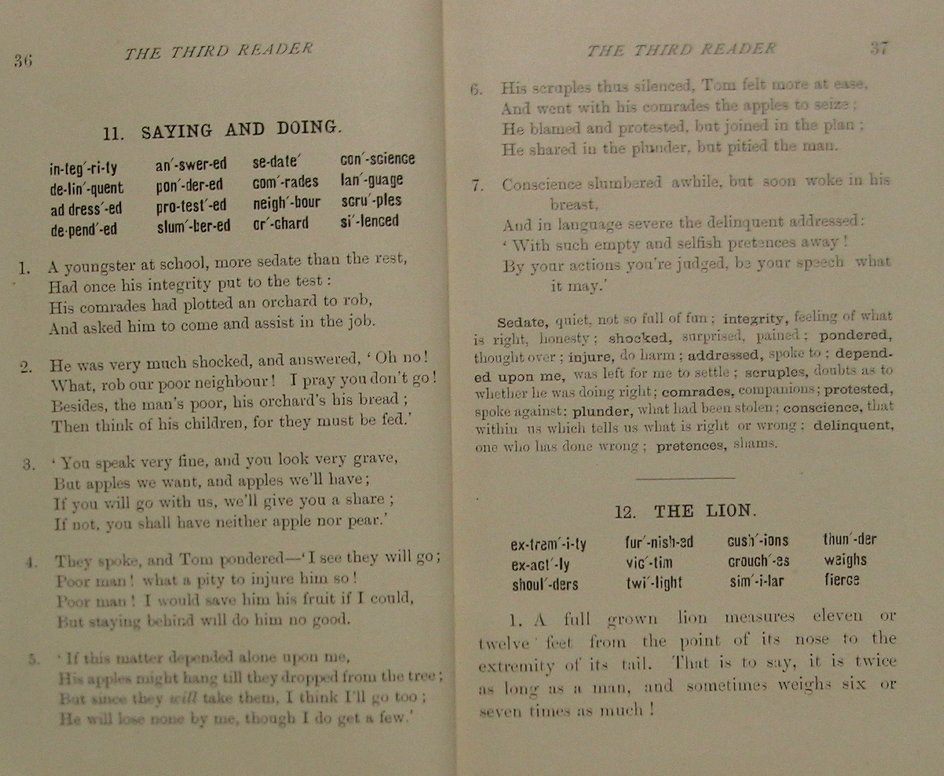 36 THE THIRD READER
11. SAYING AND DOING.
in-teg´-ri-ty an´-swer-ed se-date´ con´-science
de-lin´-quent pon´-der-ed com´-rades lan´-guage
ad dress´-ed pro-test´-ed neigh´-bour scru´-ples
de-pend´-ed slum´-ber-ed or´-chard si´-lenced
1. A youngster at school, more sedate than the rest,
Had once his integrity put to the test :
His comrades had plotted an orchard to rob,
And asked him to come and assist in the job.
2. He was very much shocked, and answered, ‘ Oh no !
What, rob our poor neighbour ! I pray you don’t go !
Besides, the man’s poor, his orchard’s his bread ;
Then think of his children, for they must be fed.’
3. ‘ You speak very fine, and you look very grave,
But apples we want, and apples we’ll have ;
If you will go with us, we’ll give you a share ;
If not, you shall have neither apple nor pear.’
4. They spoke, and Tom pondered—‘ I see they will go ;
Poor man ! what a pity to injure him so !
Poor man ! I would save him his fruit if I could,
But staying behind will do him no good.
5. ‘ If this matter depended alone upon me,
His apples might hang till they dropped from the tree ;
But since they will take them, I think I’ll go too ;
He will lose none by me, though I do get a few.’
THE THIRD READER 37
6. His scruples thus silenced, Tom felt more at ease,
And went with his comrades the apples to seize ;
He blamed and protested, but joined in the plan ;
He shared in the plunder, but pitied the man.
7. Conscience slumbered awhile, but soon woke in his
breast,
And in language severe the delinquent addressed:
‘ With such empty and selfish pretences away !
By your actions you’re judged, be your speech what
it may.’
Sedate, quiet, not so full of fun ; integrity, feeling of what
is right, honesty ; shocked, surprised, pained ; pondered,
thought over ; injure, do harm ; addressed, spoke to ; depend-
ed upon me, was left for me to settle ; scruples, doubts as to
whether he was doing right; comrades, companions; protested,
spoke against; plunder, what had been stolen; conscience, that
within us which tells us what is right or wrong ; delinquent,
one who has done wrong ; pretences, shams.
12. THE LION.
ex-trem´-i-ty fur´-nish-ed cush´-ions thun´-der
ex-act´-ly vic´-tim crouch´-es weighs
shoul´-ders twi´-light sim´-i-lar fierce
1. A full grown lion measures eleven or
twelve feet from the point of its nose to the
extremity of its tail. That is to say, it is twice
as long as a man, and sometimes weighs six or
seven times as much !